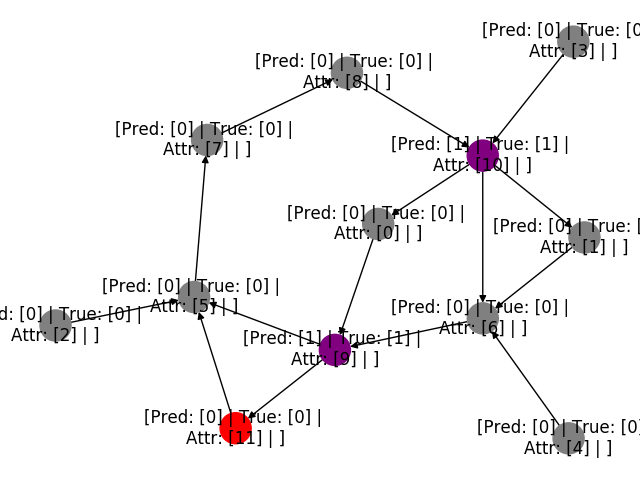 [Pred: [0] | True: [0]
Attr: [3] | ]
[Pred: [0] | True: [0] |
Attr: [8] | ]
[Pred: [0] | True: [0] |
Attr: [7] | ]
[Pred: [1] | True: [1] |
Attr: [10] | ]
[Pred: [0] | True: [0] |
Attr: [0] | ]
[Pred: [0] | True: [
Attr: [1] | ]
[Pred: [0] | True: [0] |
Attr: [5] | ]
d: [0] | True: [0] |
Attr: [2] | ]
[Pred: [0] | True: [0] |
Attr: [6] | ]
[Pred: [1] | True: [1] |
Attr: [9] | ]
[Pred: [0] | True: [0] |
Attr: [11] | ]
[Pred: [0] | True: [0]
Attr: [4] | ]